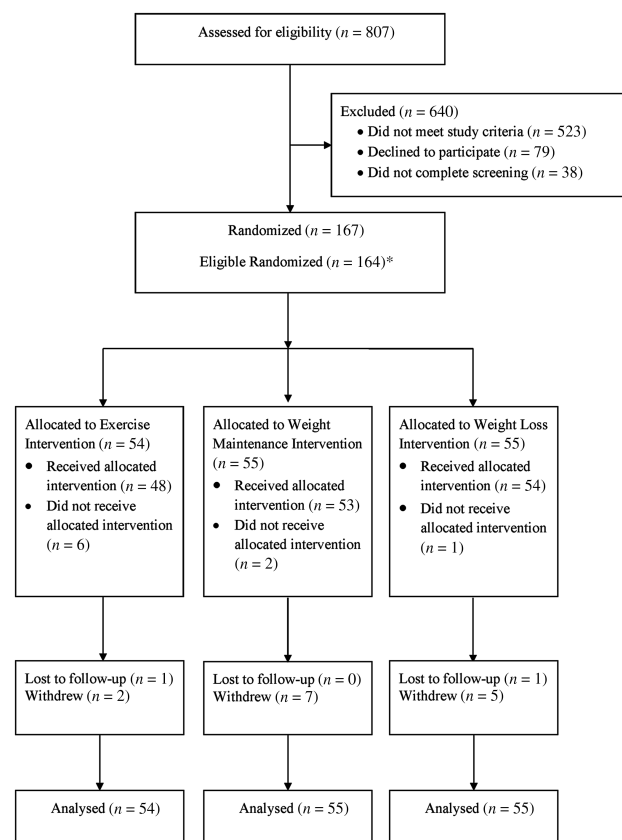 Assessed for eligibility (n = 807)
Excluded (n = 640)
• Did not meet study criteria (n = 523)
• Declined to participate (n = 79)
• Did not complete screening (n = 38)
Randomized (n = 167)
Eligible Randomized (n = 164)*
Allocated to Exercise
Intervention (n = 54)
• Received allocated
intervention (n = 48)
• Did not receive
allocated intervention
(n = 6)
Allocated to Weight
Maintenance Intervention
(n = 55)
• Received allocated
intervention (n = 53)
• Did not receive
allocated intervention
(n = 2)
Allocated to Weight Loss
Intervention (n = 55)
• Received allocated
intervention (n = 54)
• Did not receive
allocated intervention
(n = 1)
Lost to follow-up (n = 1)
Withdrew (n = 2)
Lost to follow-up (n = 0)
Withdrew (n = 7)
Lost to follow-up (n = 1)
Withdrew (n = 5)
Analysed (n = 54)
Analysed (n = 55)
Analysed (n = 55)